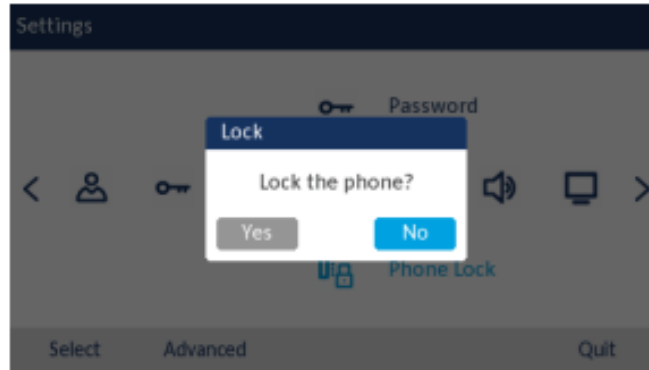 Settings
Password
Lock
Lock the phone?
Yes No
Phone Lock
Select Advanced Quit